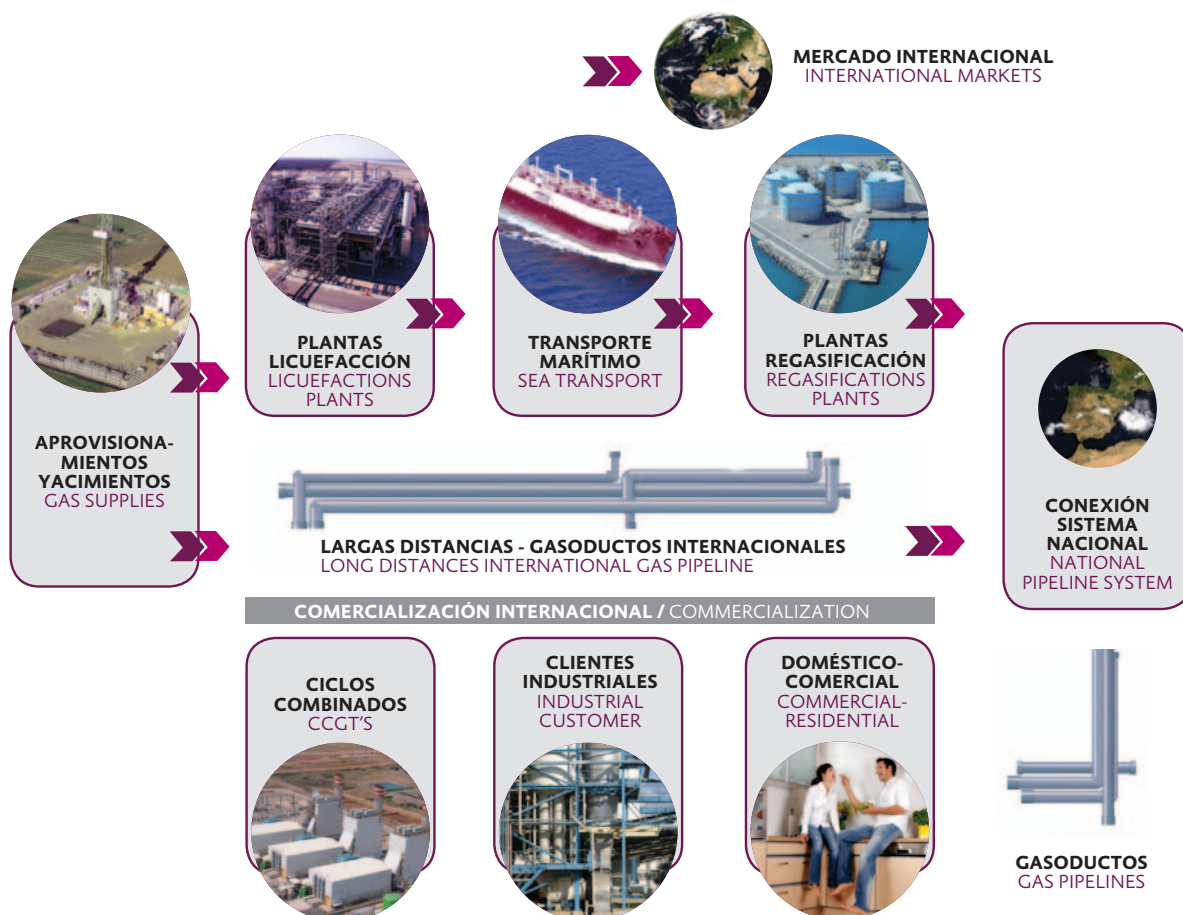 MERCADO INTERNACIONAL
INTERNATIONAL MARKETS
PLANTAS
LICUEFACCIÓN
LICUEFACTIONS
PLANTS
TRANSPORTE
MARÍTIMO
SEA TRANSPORT
PLANTAS
REGASIFICACIÓN
REGASIFICATIONS
PLANTS
APROVISIONA-
MIENTOS
YACIMIENTOS
GAS SUPPLIES
LARGAS DISTANCIAS - GASODUCTOS INTERNACIONALES
LONG DISTANCES INTERNATIONAL GAS PIPELINE
CONEXIÓN
SISTEMA
NACIONAL
NATIONAL
PIPELINE SYSTEM
COMERCIALIZACIÓN INTERNACIONAL / COMMERCIALIZATION
CICLOS
COMBINADOS
CCGT'S
CLIENTES
INDUSTRIALES
INDUSTRIAL
CUSTOMER
DOMÉSTICO-
COMERCIAL
COMMERCIAL-
RESIDENTIAL
GASODUCTOS
GAS PIPELINES